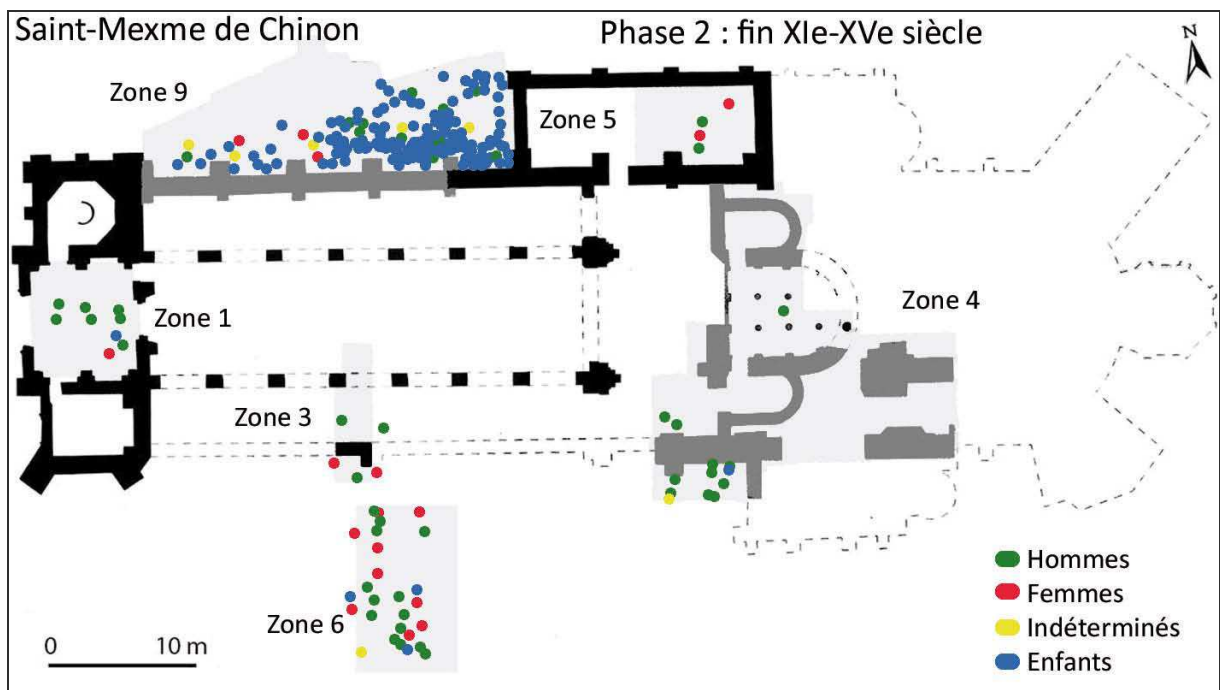 Saint-Mexme de Chinon
Phase 2 : fin XIe-XVe siècle
N
Zone 9
Zone 5
Zone 1
Zone 4
Zone 3
Zone 6
0 10 m
Hommes
Femmes
Indéterminés
Enfants